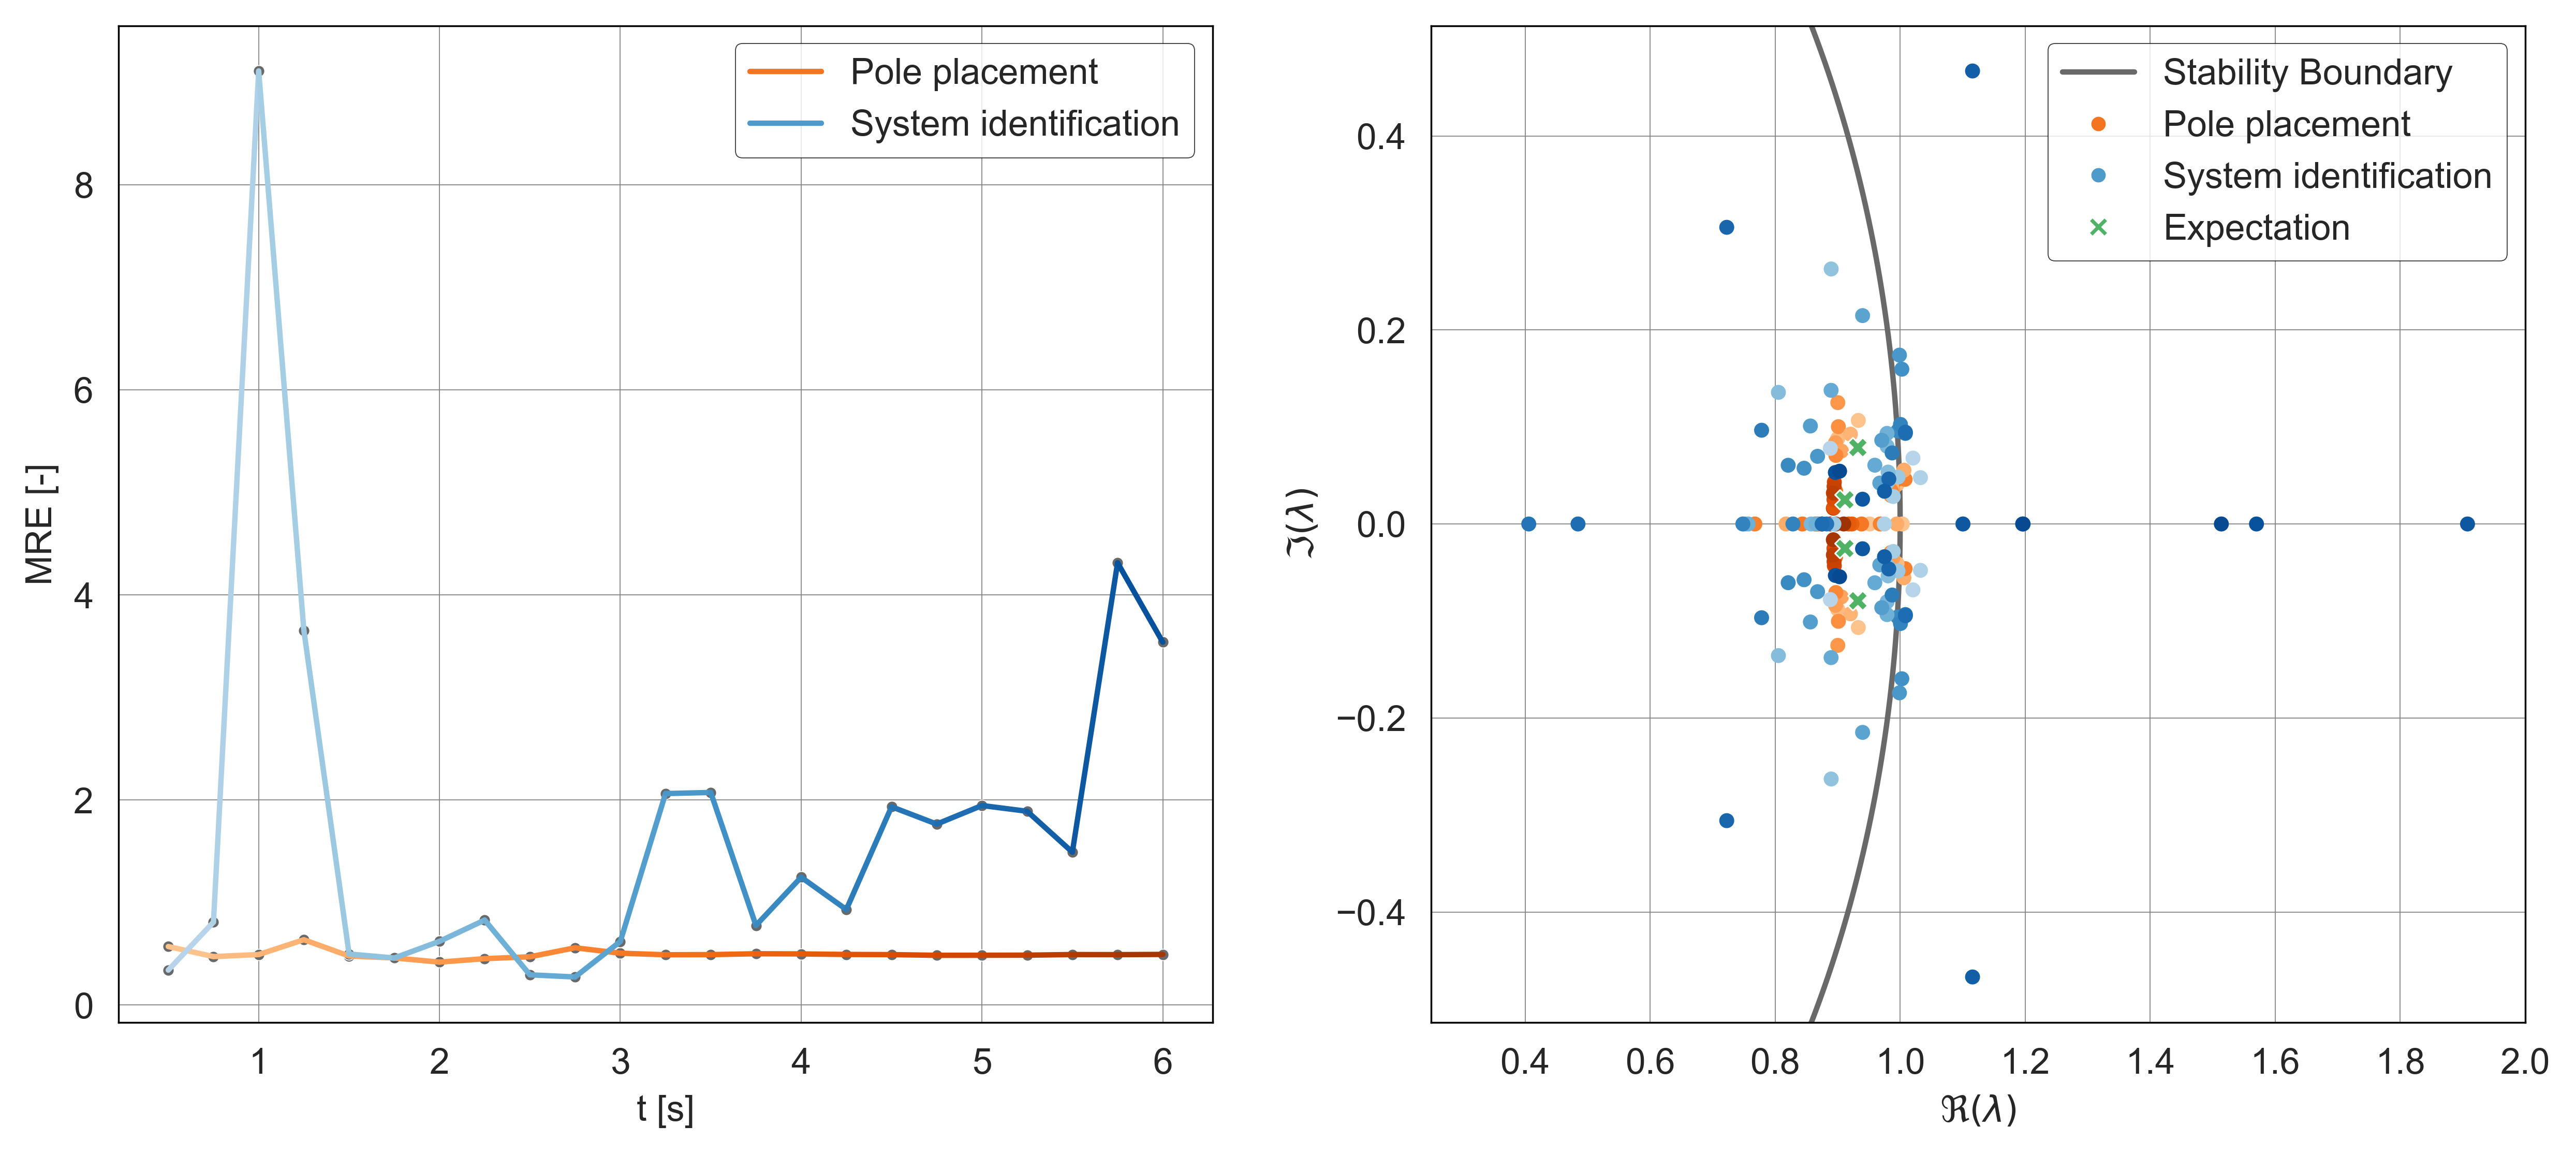 Pole placement
System identification
8
6
4
2
0
MRE [-]
1 2 3 4 5 6
t [s]
Stability Boundary
Pole placement
System identification
Expectation
0.4
0.2
0.0
−0.2
−0.4
ℑ(λ)
0.4 0.6 0.8 1.0 1.2 1.4 1.6 1.8 2.0
ℜ(λ)